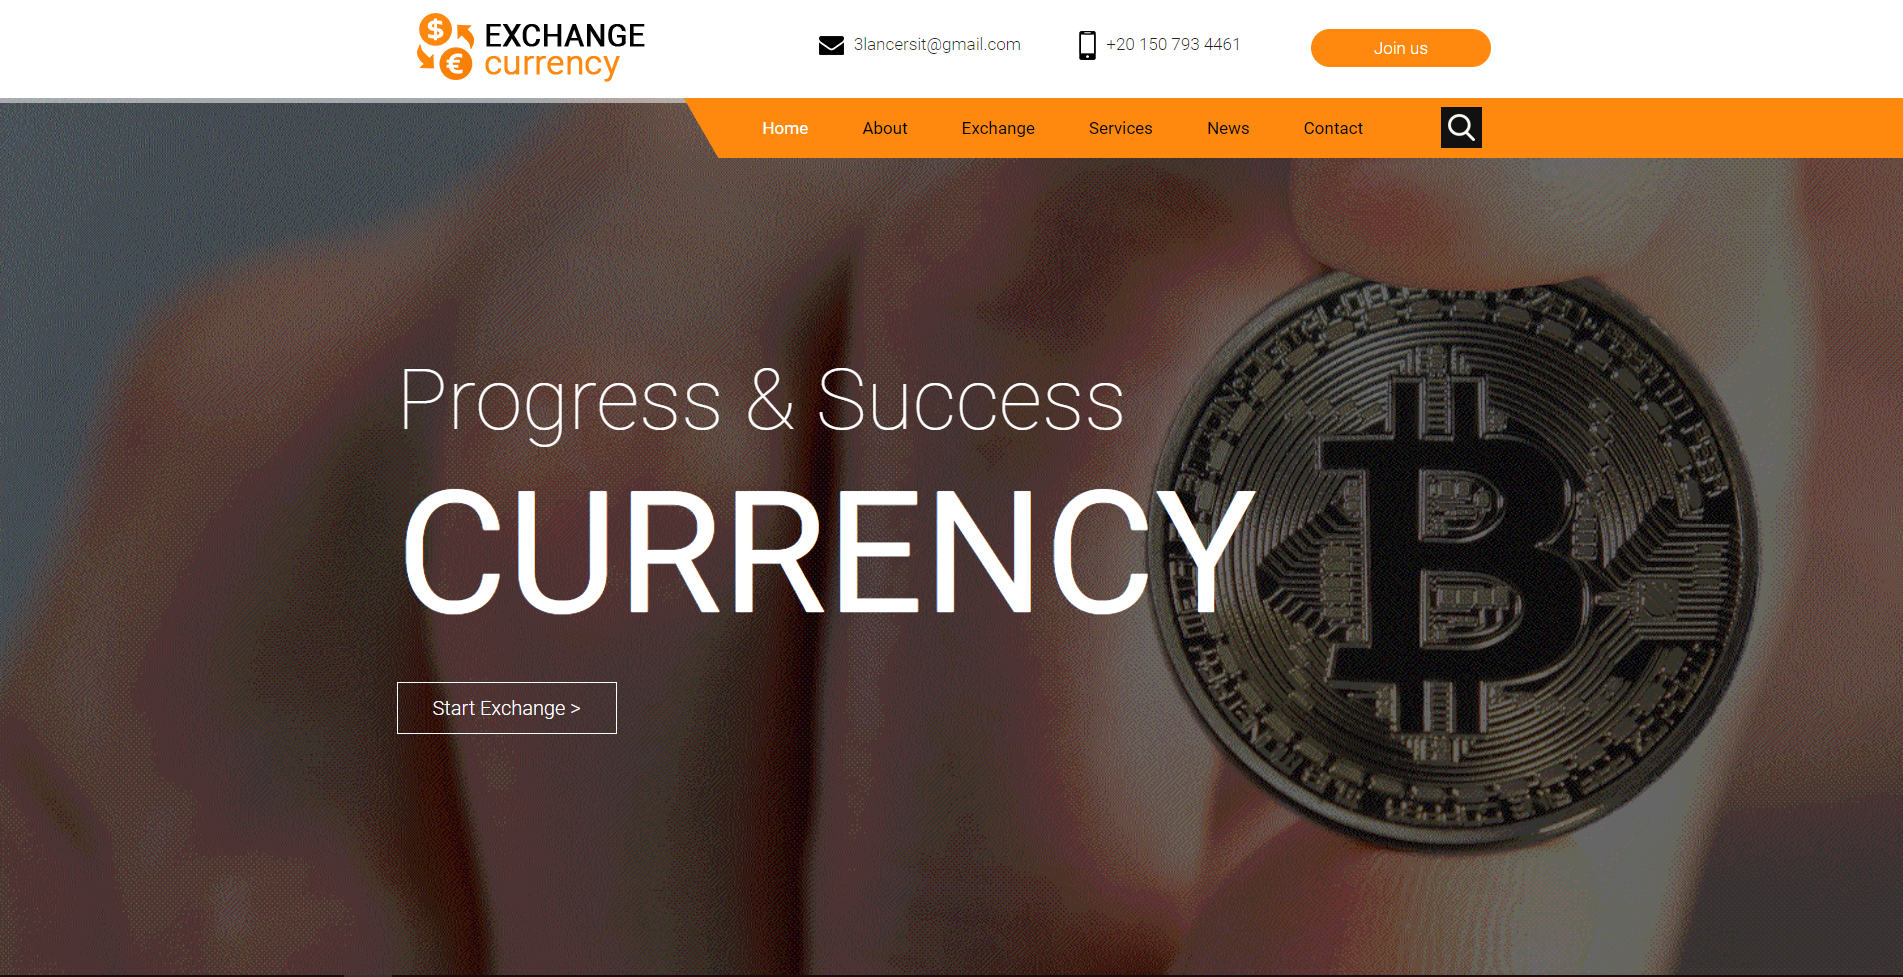 EXCHANGE
currency
3lancersit@gmail.com
+20 150 793 4461
Join us
Home
About
Exchange
Services
News
Contact
Progress & Success
CURRENCY
Start Exchange >